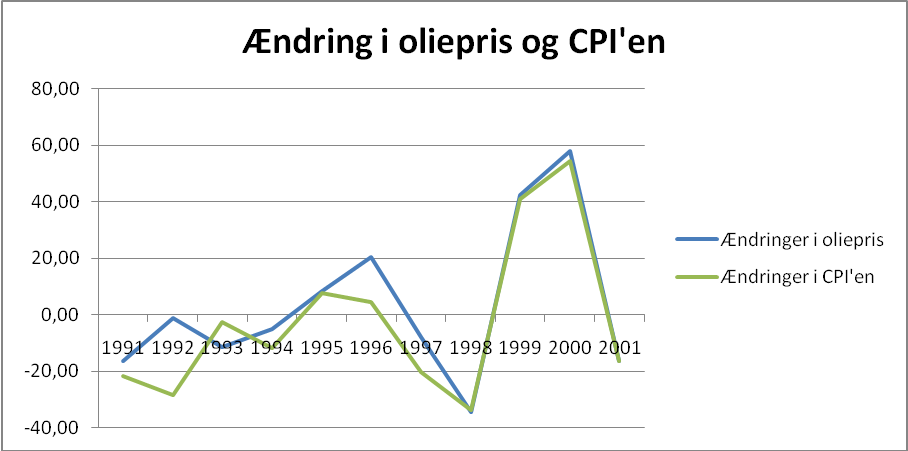 Ændring i oliepris og CPI'en
80,00
60,00
40,00
20,00
0,00
-20,00
-40,00
1991 1992 1993 1994 1995 1996 1997 1998 1999 2000 2001
Ændringer i oliepris
Ændringer i CPI'en